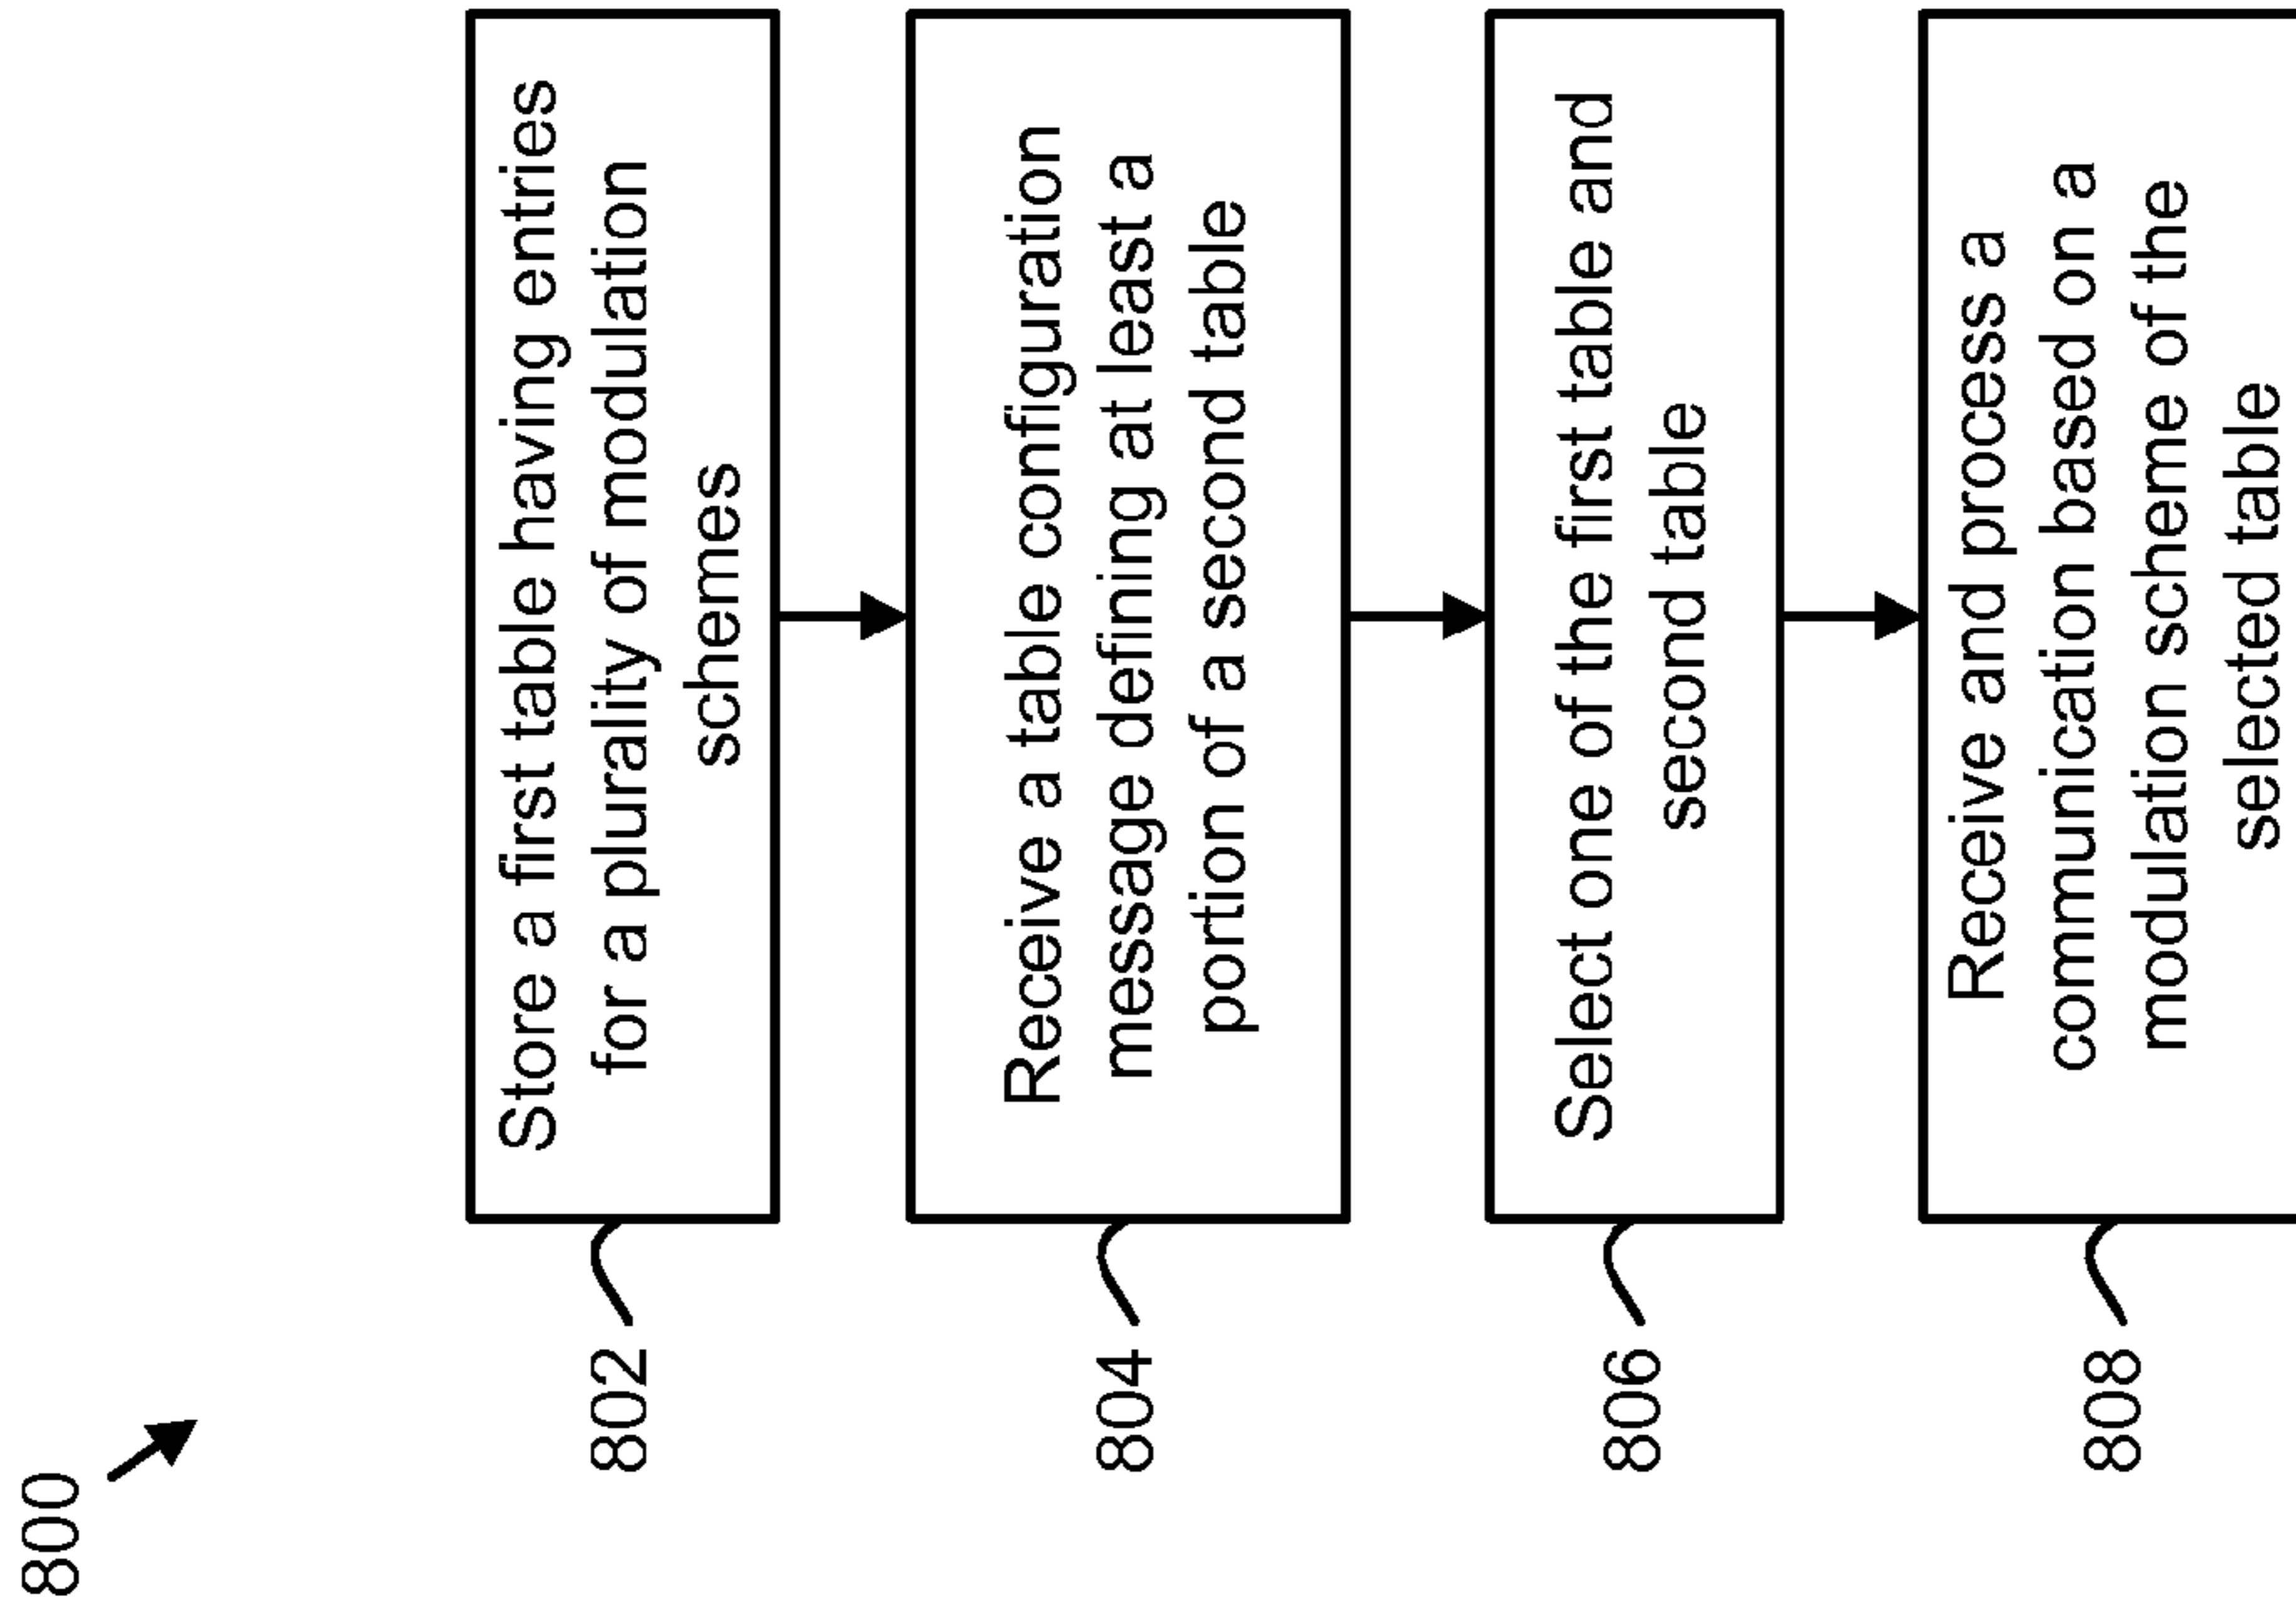 800
802
Store a first table having entries
for a plurality of modulation
schemes
804
Receive a table configuration
message defining at least a
portion of a second table
806
Select one of the first table and
second table
808
Receive and process a
communication based on a
modulation scheme of the
selected table